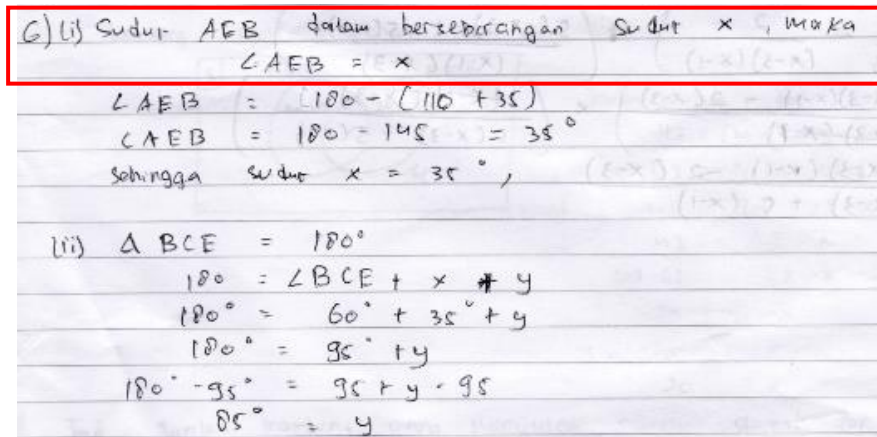 6) (i) Sudur AEB dalam berseberangan sudut x, maka
∠AEB = x
∠AEB = (180 - (110 + 35)
∠AEB = 180 - 145 = 35°
sehingga sudut x = 35°,
(ii) Δ BCE = 180°
180 = ∠BCE + x + y
180° = 60° + 35° + y
180° = 95° + y
180° - 95° = 95 + y - 95
85° = y